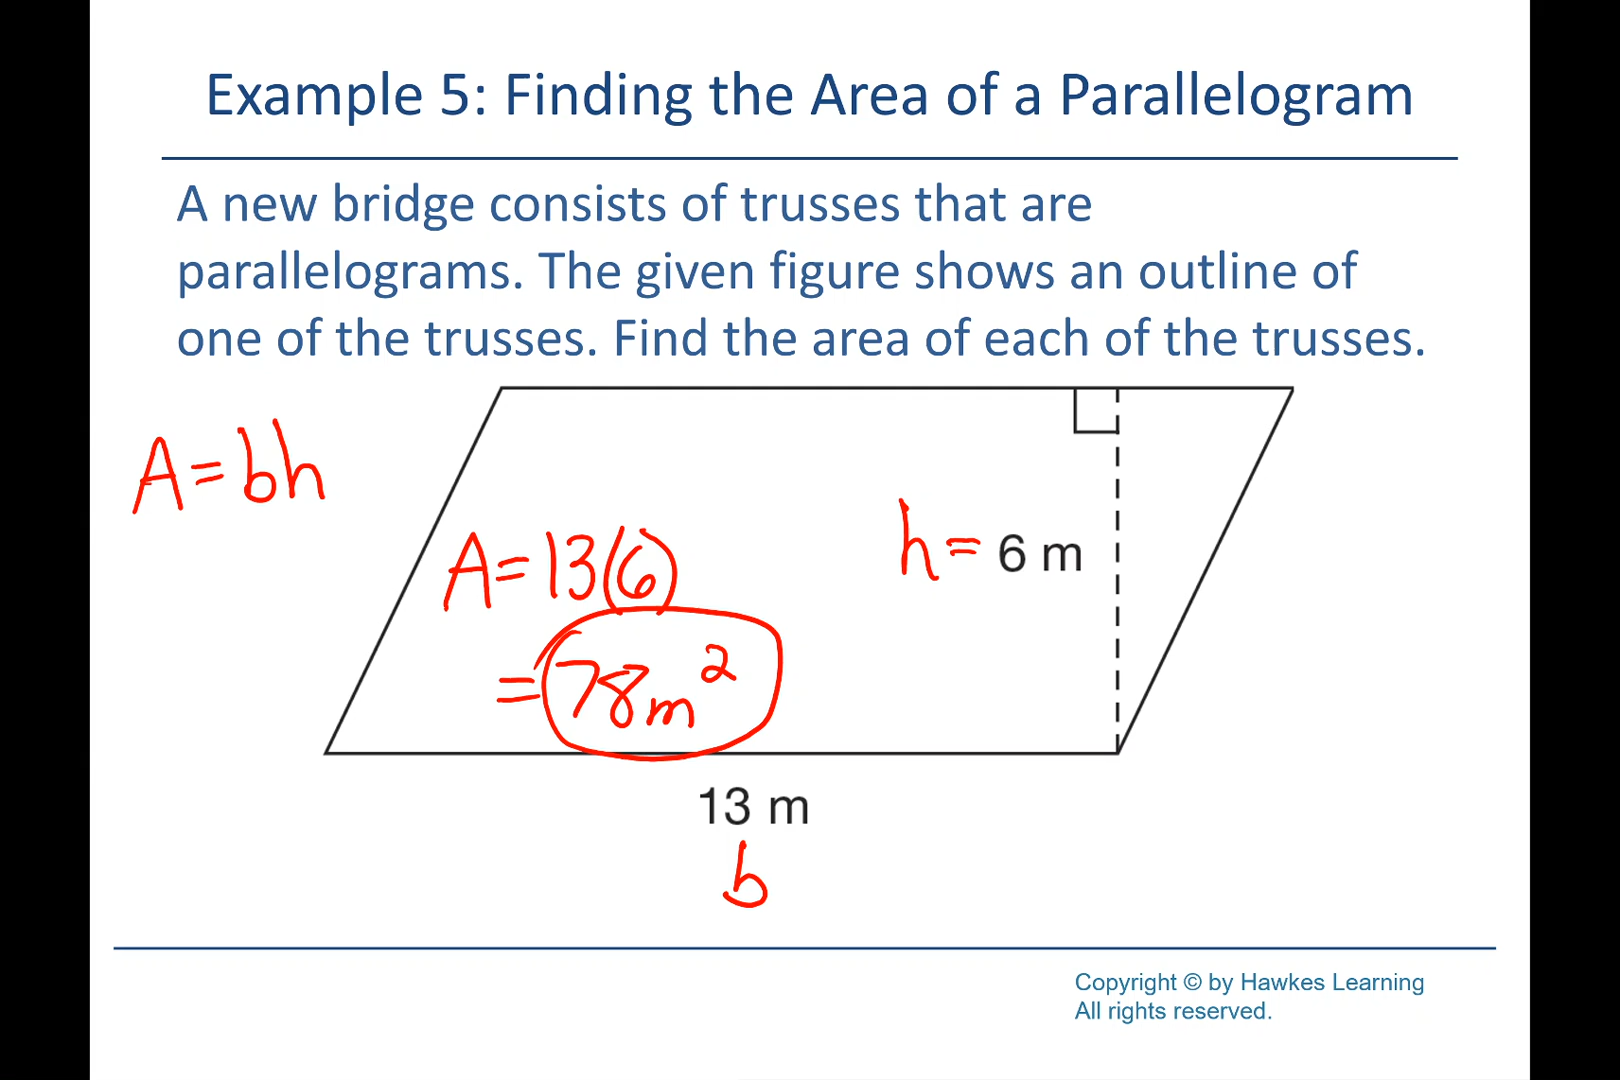 Example 5: Finding the Area of a Parallelogram
A new bridge consists of trusses that are
parallelograms. The given figure shows an outline of
one of the trusses. Find the area of each of the trusses.
A = bh
h = 6 m
A = 13(6)
= 78m²
13 m
b
Copyright © by Hawkes Learning
All rights reserved.